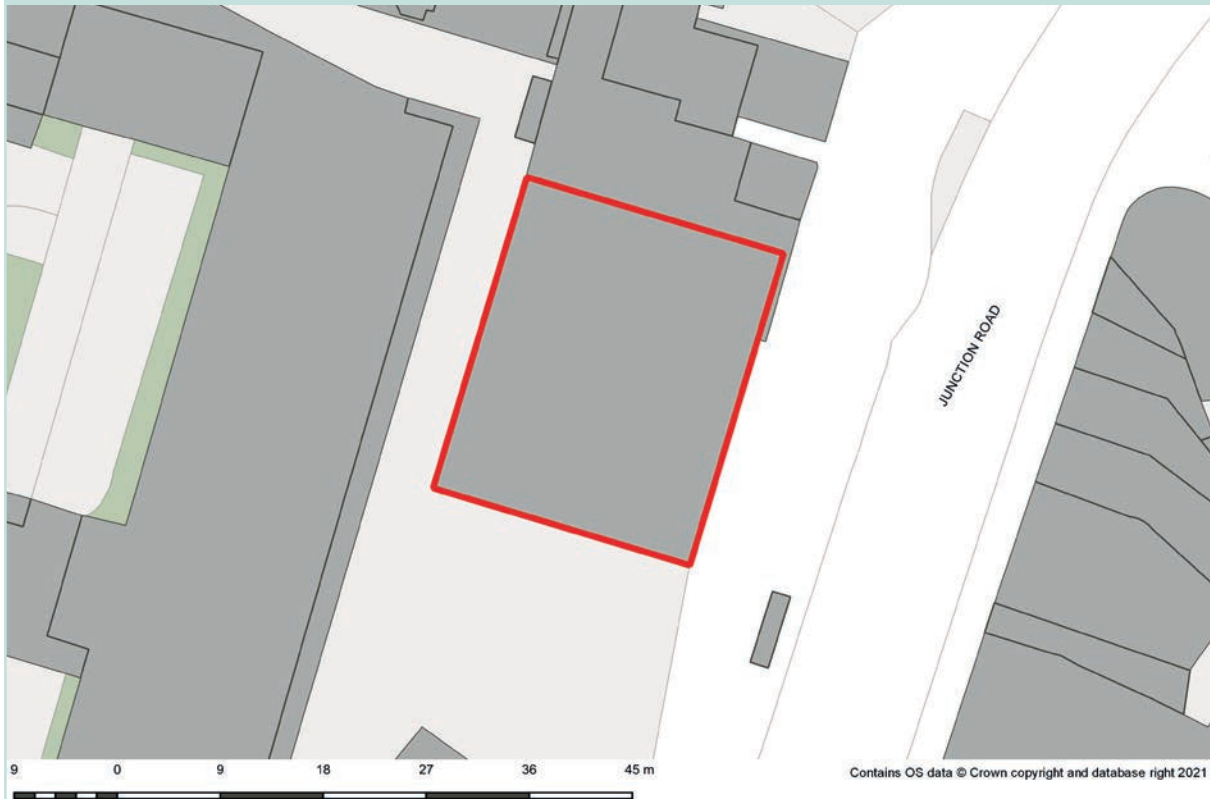 JUNCTION ROAD
9 0 9 18 27 36 45 m
Contains OS data © Crown copyright and database right 2021